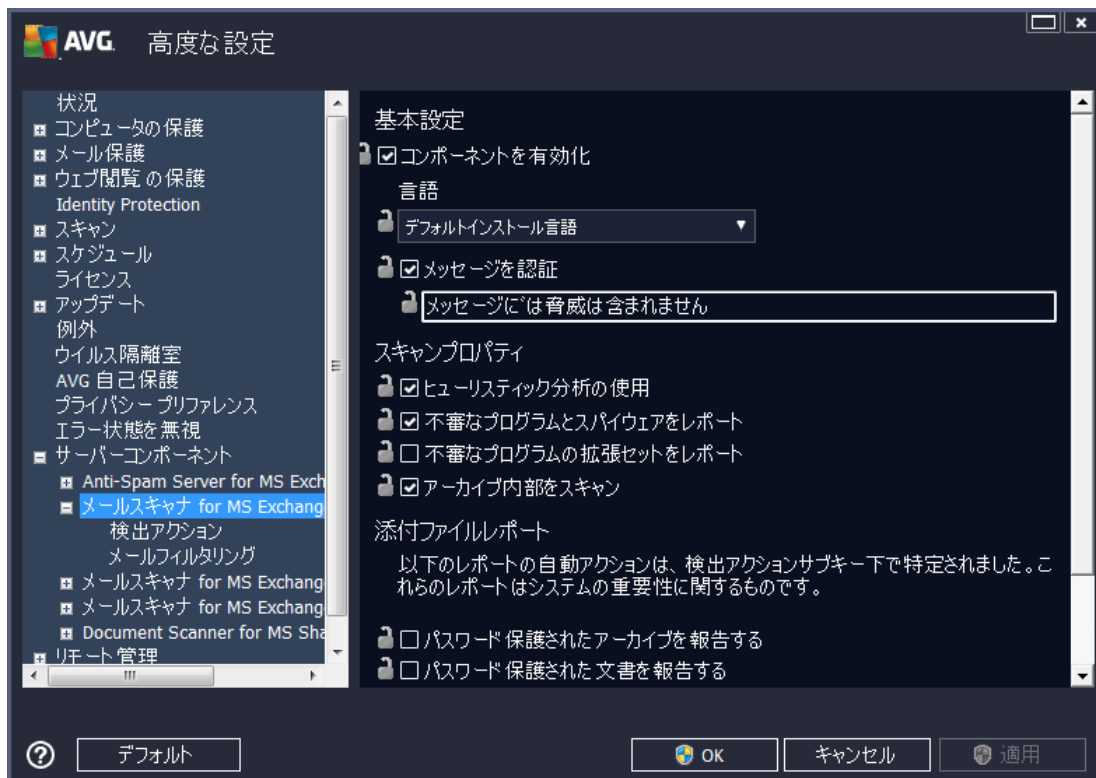 AVG. 高度な設定
状況
コンピュータの保護
メール保護
ウェブ閲覧 の保護
Identity Protection
スキャン
スケジュール
ライセンス
アップデート
例外
ウイルス隔離室
AVG 自己保護
プライバシー プリファレンス
エラー状態を無視
サーバーコンポーネント
Anti-Spam Server for MS Exch
メールスキャナ for MS Exchang
検出アクション
メールフィルタリング
メールスキャナ for MS Exchang
メールスキャナ for MS Exchang
Document Scanner for MS Sha
リモート管理
基本設定
コンポーネントを有効化
言語
デフォルトインストール言語
メッセージを認証
メッセージにﾞは脅威は含まれません
スキャンプロパティ
ヒューリスティック分析の使用
不審なプログラムとスパイウェアをレポート
不審なプログラムの拡張セットをレポート
アーカイブ内部をスキャン
添付ファイルレポート
以下のレポートの自動アクションは、検出アクションサブキー下で特定されました。こ
れらのレポートはシステムの重要性に関するものです。
パスワード保護されたアーカイブを報告する
パスワード保護された文書を報告する
デフォルト
OK
キャンセル
適用